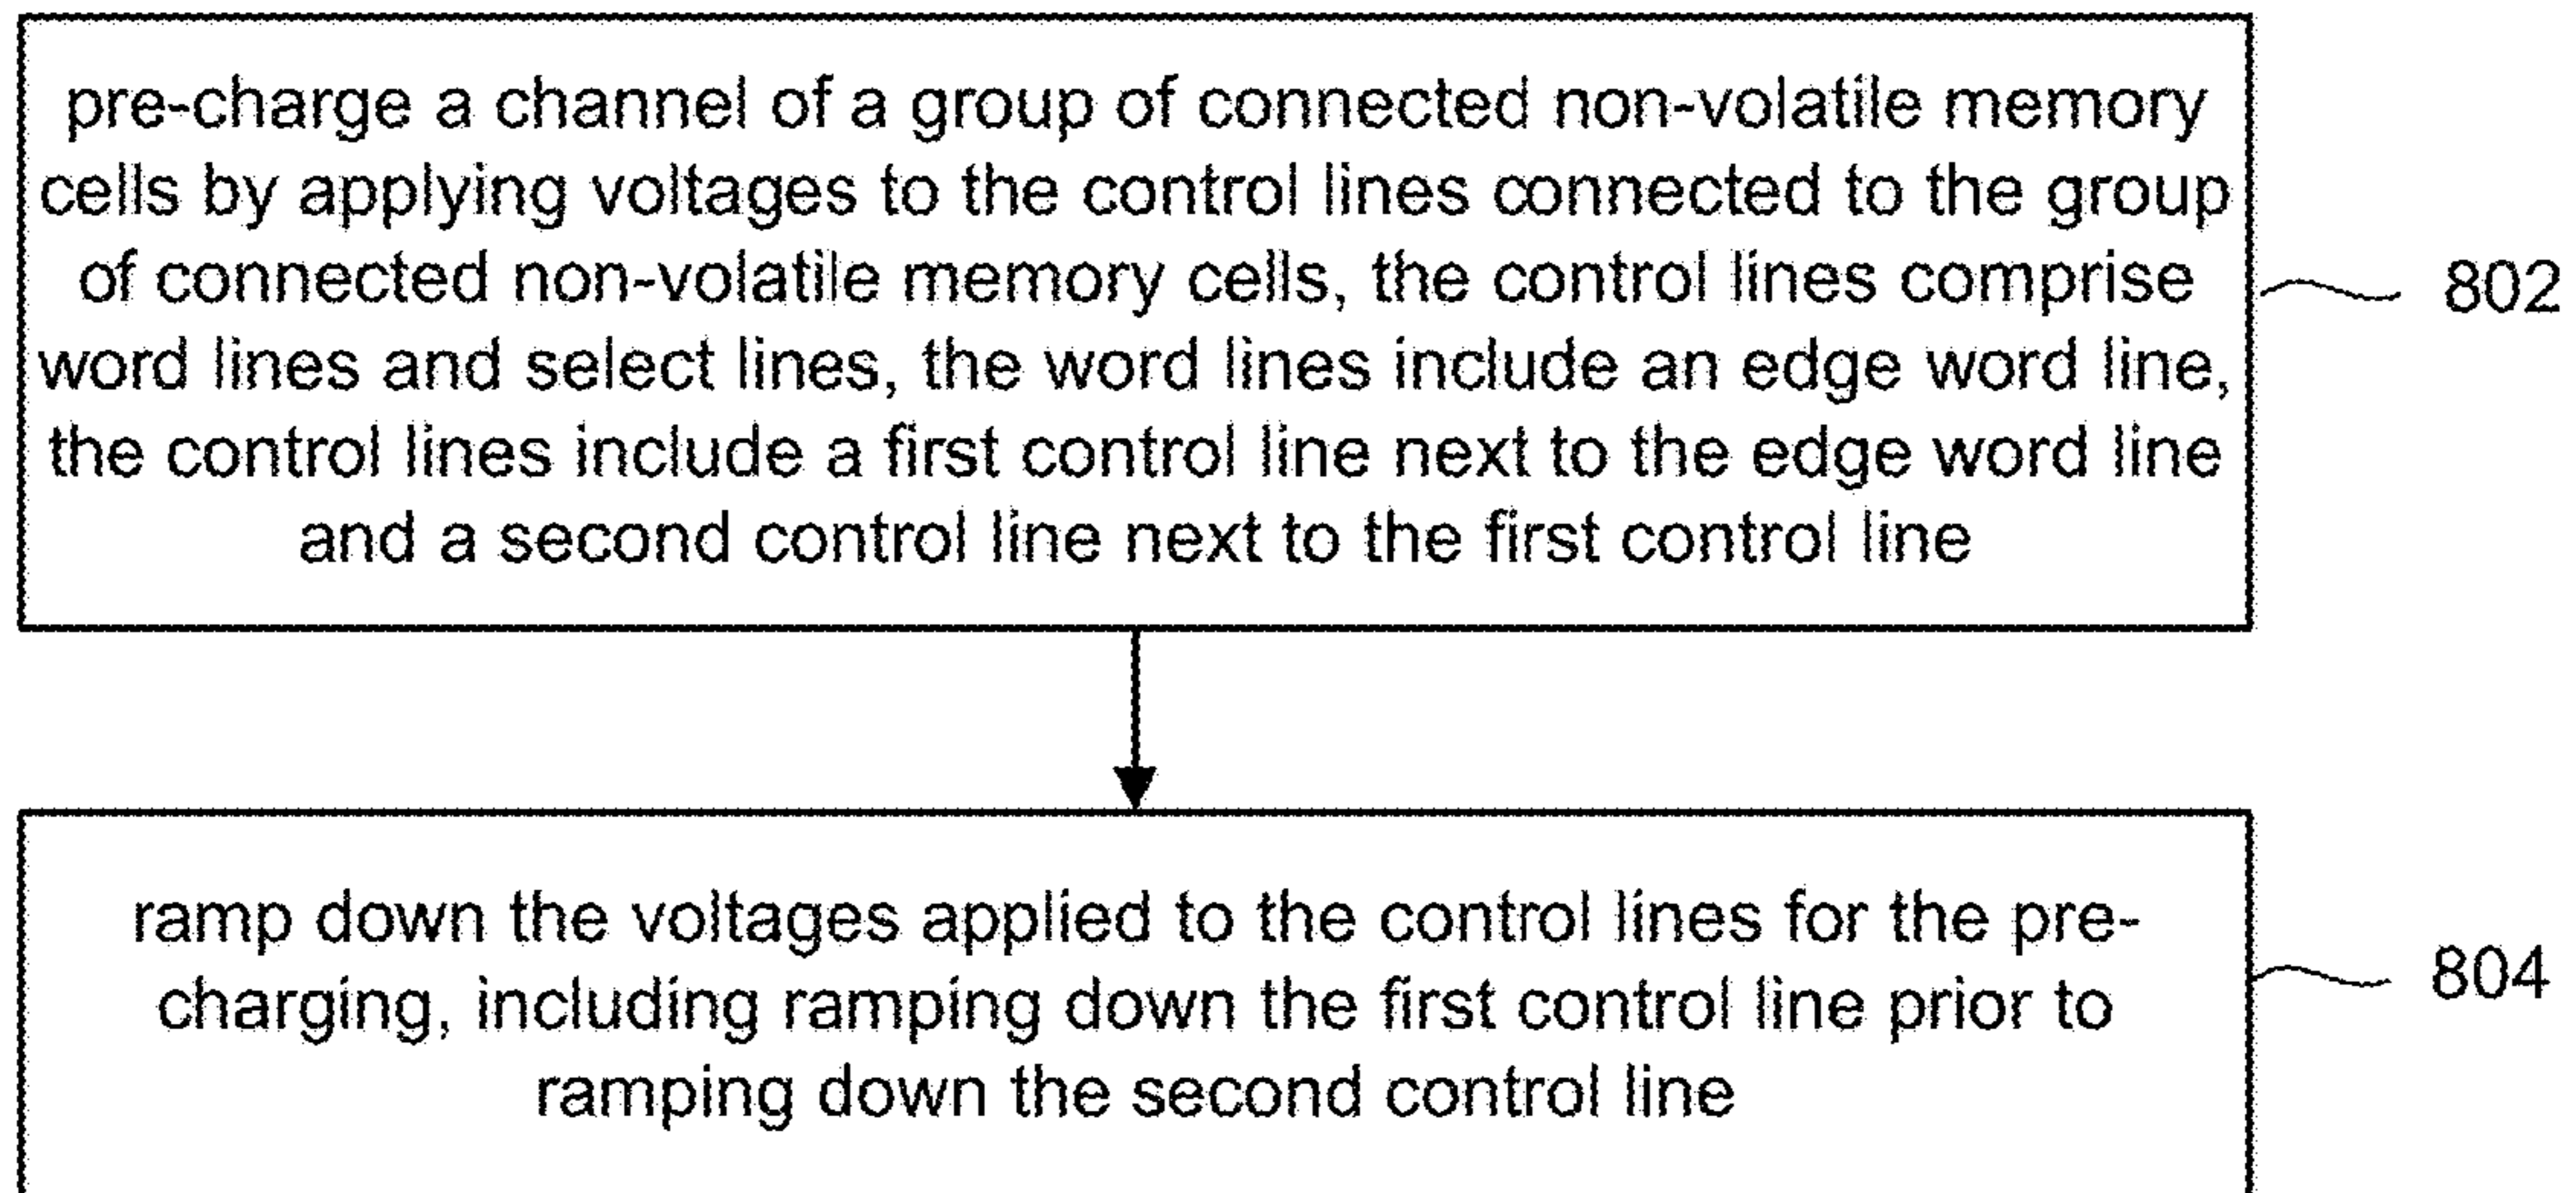 pre-charge a channel of a group of connected non-volatile memory
cells by applying voltages to the control lines connected to the group
of connected non-volatile memory cells, the control lines comprise
word lines and select lines, the word lines include an edge word line,
the control lines include a first control line next to the edge word line
and a second control line next to the first control line
802
ramp down the voltages applied to the control lines for the pre-
charging, including ramping down the first control line prior to
ramping down the second control line
804